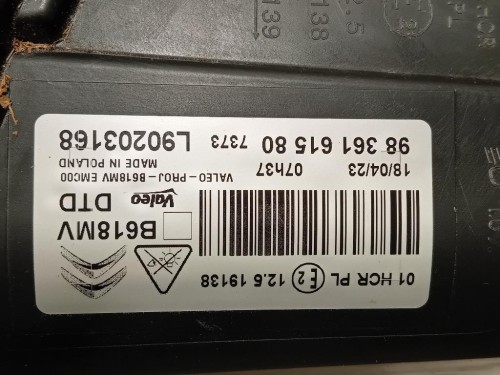 01 HCR PL E2 12.5 19138
B618MV
Valeo DTD
VALEO-PROJ-B618MV EMC00
MADE IN POLAND
18/04/23 07h37
98 361 615 80 7373 L90203168